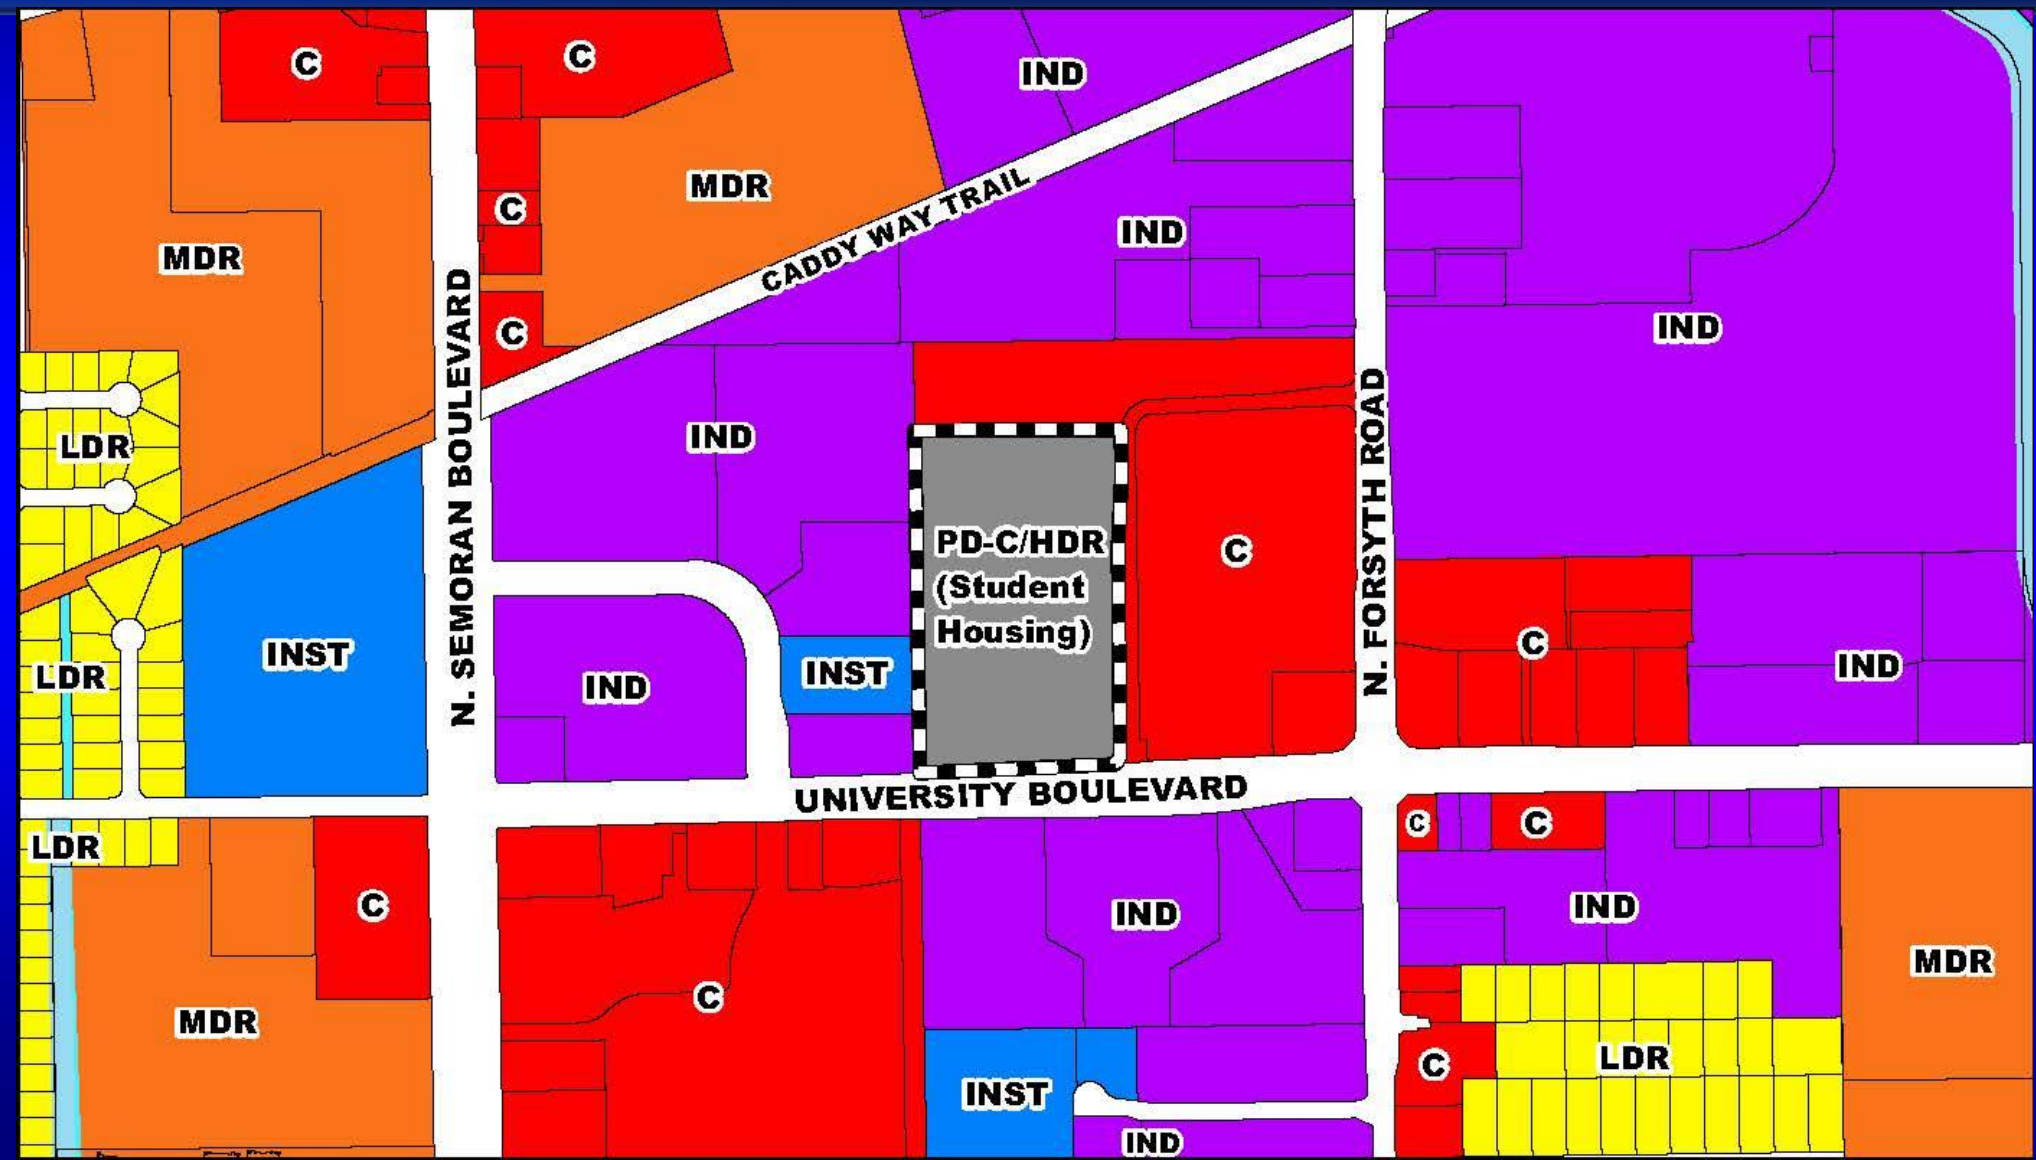 C
C
IND
MDR
C
CADDY WAY TRAIL
IND
MDR
C
IND
N. SEMORAN BOULEVARD
N. FORSYTH ROAD
LDR
IND
PD-C/HDR
(Student
Housing)
C
INST
LDR
IND
INST
C
IND
UNIVERSITY BOULEVARD
LDR
C
C
C
IND
IND
MDR
C
MDR
C
LDR
INST
IND